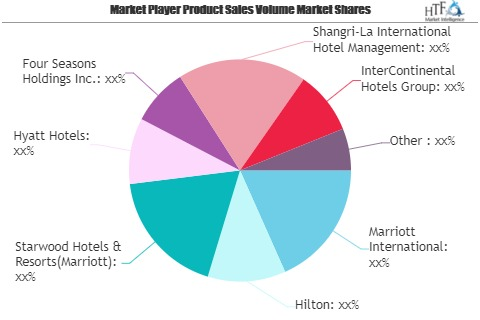 Market Player Product Sales Volume Market Shares
HTF
Market Intelligence
Shangri-La International
Hotel Management: xx%
Four Seasons
Holdings Inc.: xx%
InterContinental
Hotels Group: xx%
Hyatt Hotels:
xx%
Other : xx%
Starwood Hotels &
Resorts(Marriott):
xx%
Marriott
International:
xx%
Hilton: xx%